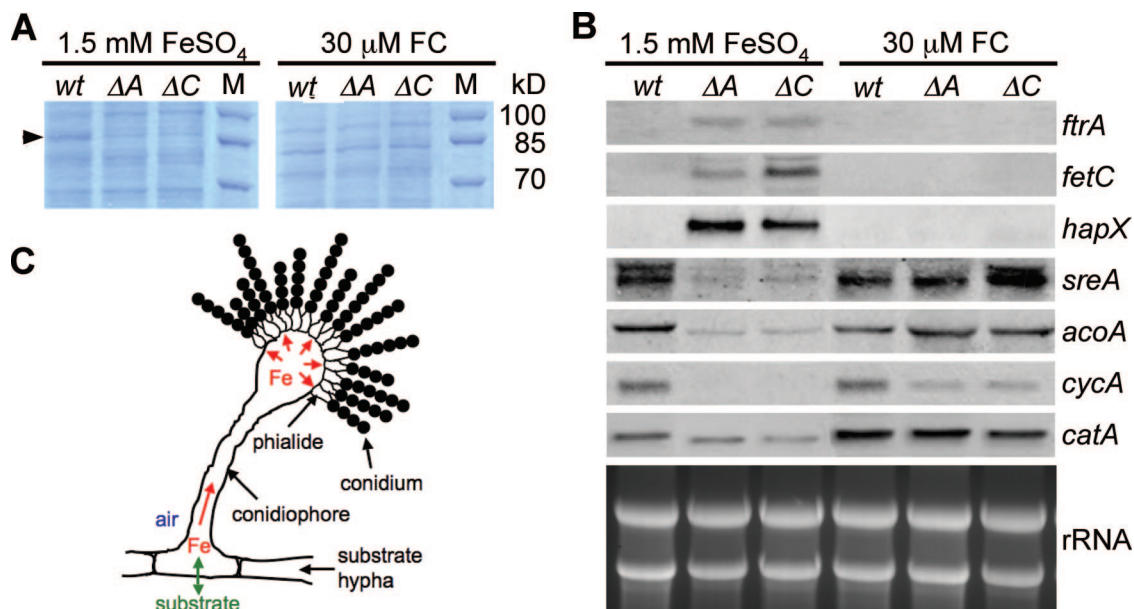 A
1.5 mM FeSO4
30 μM FC
wt ΔA ΔC M
wt ΔA ΔC M
kD
100
85
70
B
1.5 mM FeSO4
30 μM FC
wt ΔA ΔC
wt ΔA ΔC
ftrA
fetC
hapX
sreA
acoA
cycA
catA
rRNA
C
Fe
phialide
conidium
conidiophore
air
Fe
substrate
hypha
substrate